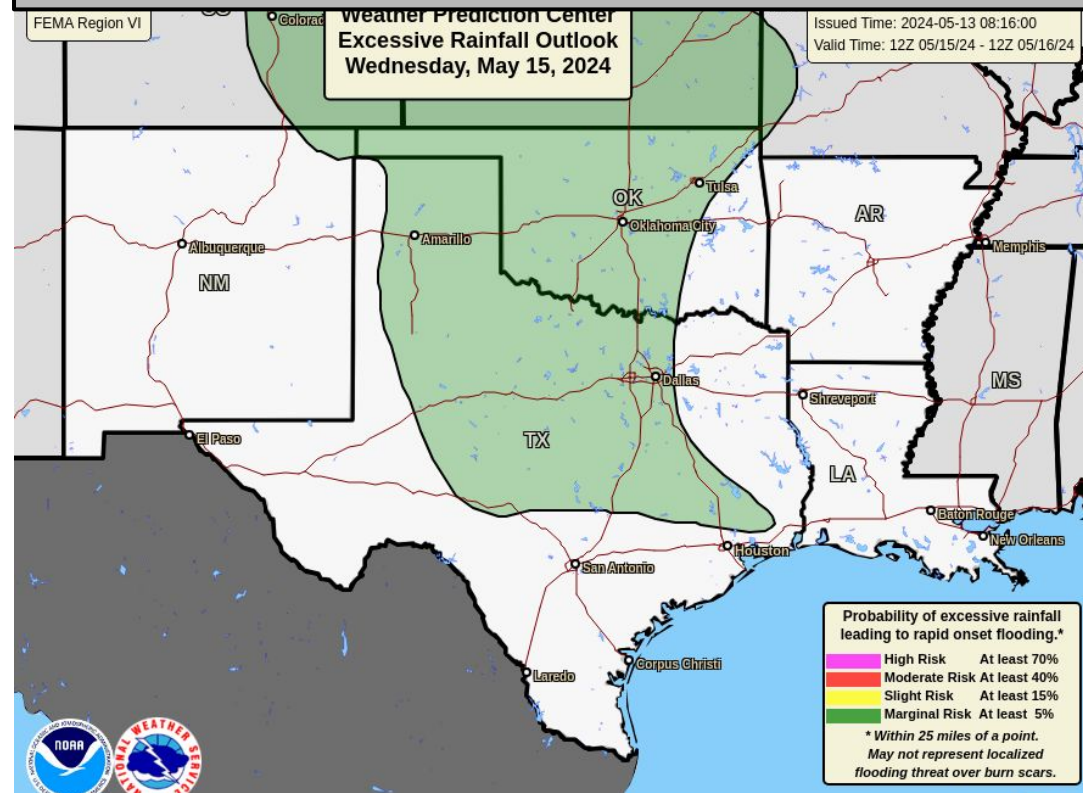 FEMA Region VI
Weather Prediction Center
Excessive Rainfall Outlook
Wednesday, May 15, 2024
Issued Time: 2024-05-13 08:16:00
Valid Time: 12Z 05/15/24 - 12Z 05/16/24
Tulsa
OK
Oklahoma City
AR
Amarillo
Albuquerque
Memphis
NM
Dallas
MS
Shreveport
El Paso
TX
LA
Baton Rouge
New Orleans
Houston
San Antonio
Corpus Christi
Laredo
Probability of excessive rainfall
leading to rapid onset flooding.*
High Risk At least 70%
Moderate Risk At least 40%
Slight Risk At least 15%
Marginal Risk At least 5%
* Within 25 miles of a point.
May not represent localized
flooding threat over burn scars.
NOAA
NATIONAL WEATHER SERVICE